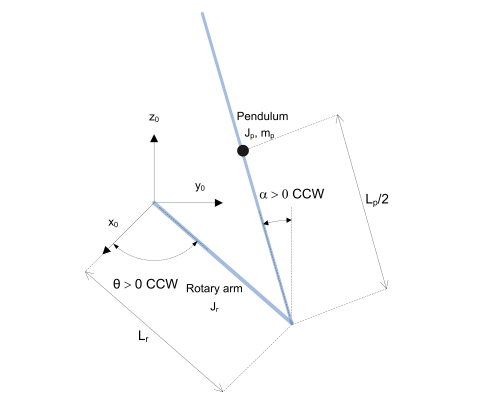 Pendulum
Jp, mp
z0
y0
α > 0 CCW
Lp/2
x0
θ > 0 CCW
Rotary arm
Jr
Lr